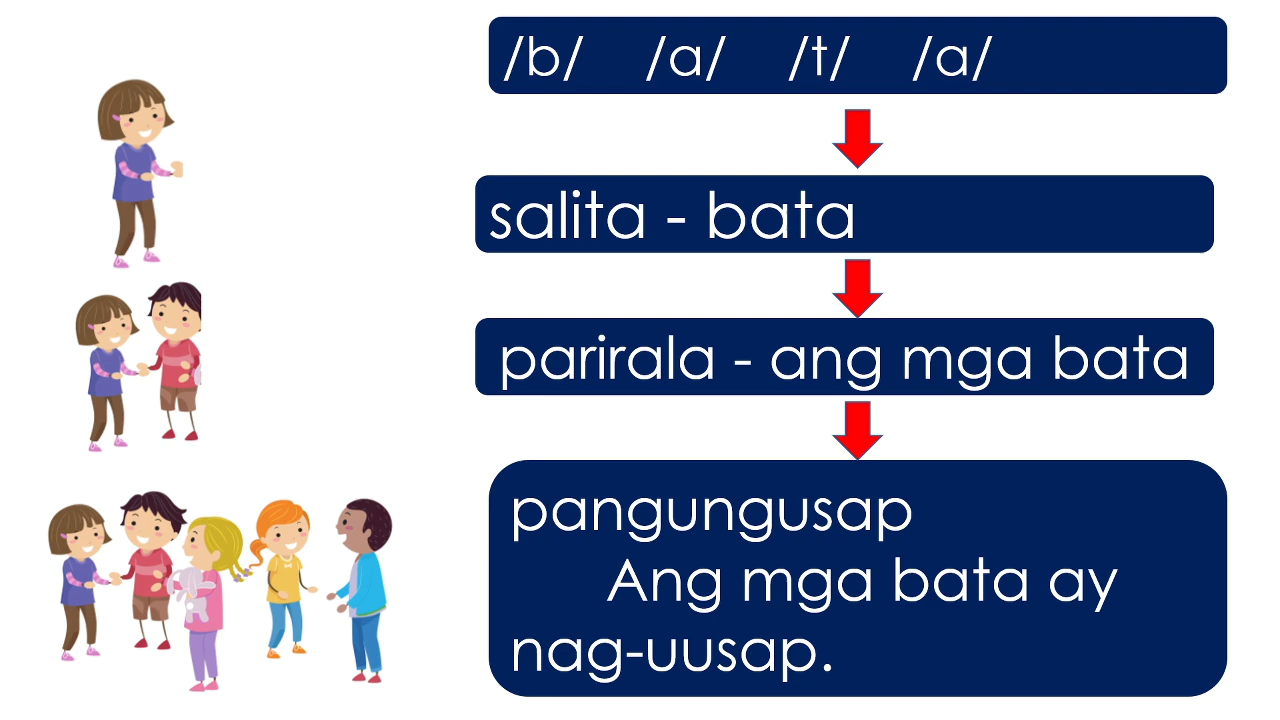 /b/ /a/ /t/ /a/
salita - bata
parirala - ang mga bata
pangungusap
Ang mga bata ay
nag-uusap.